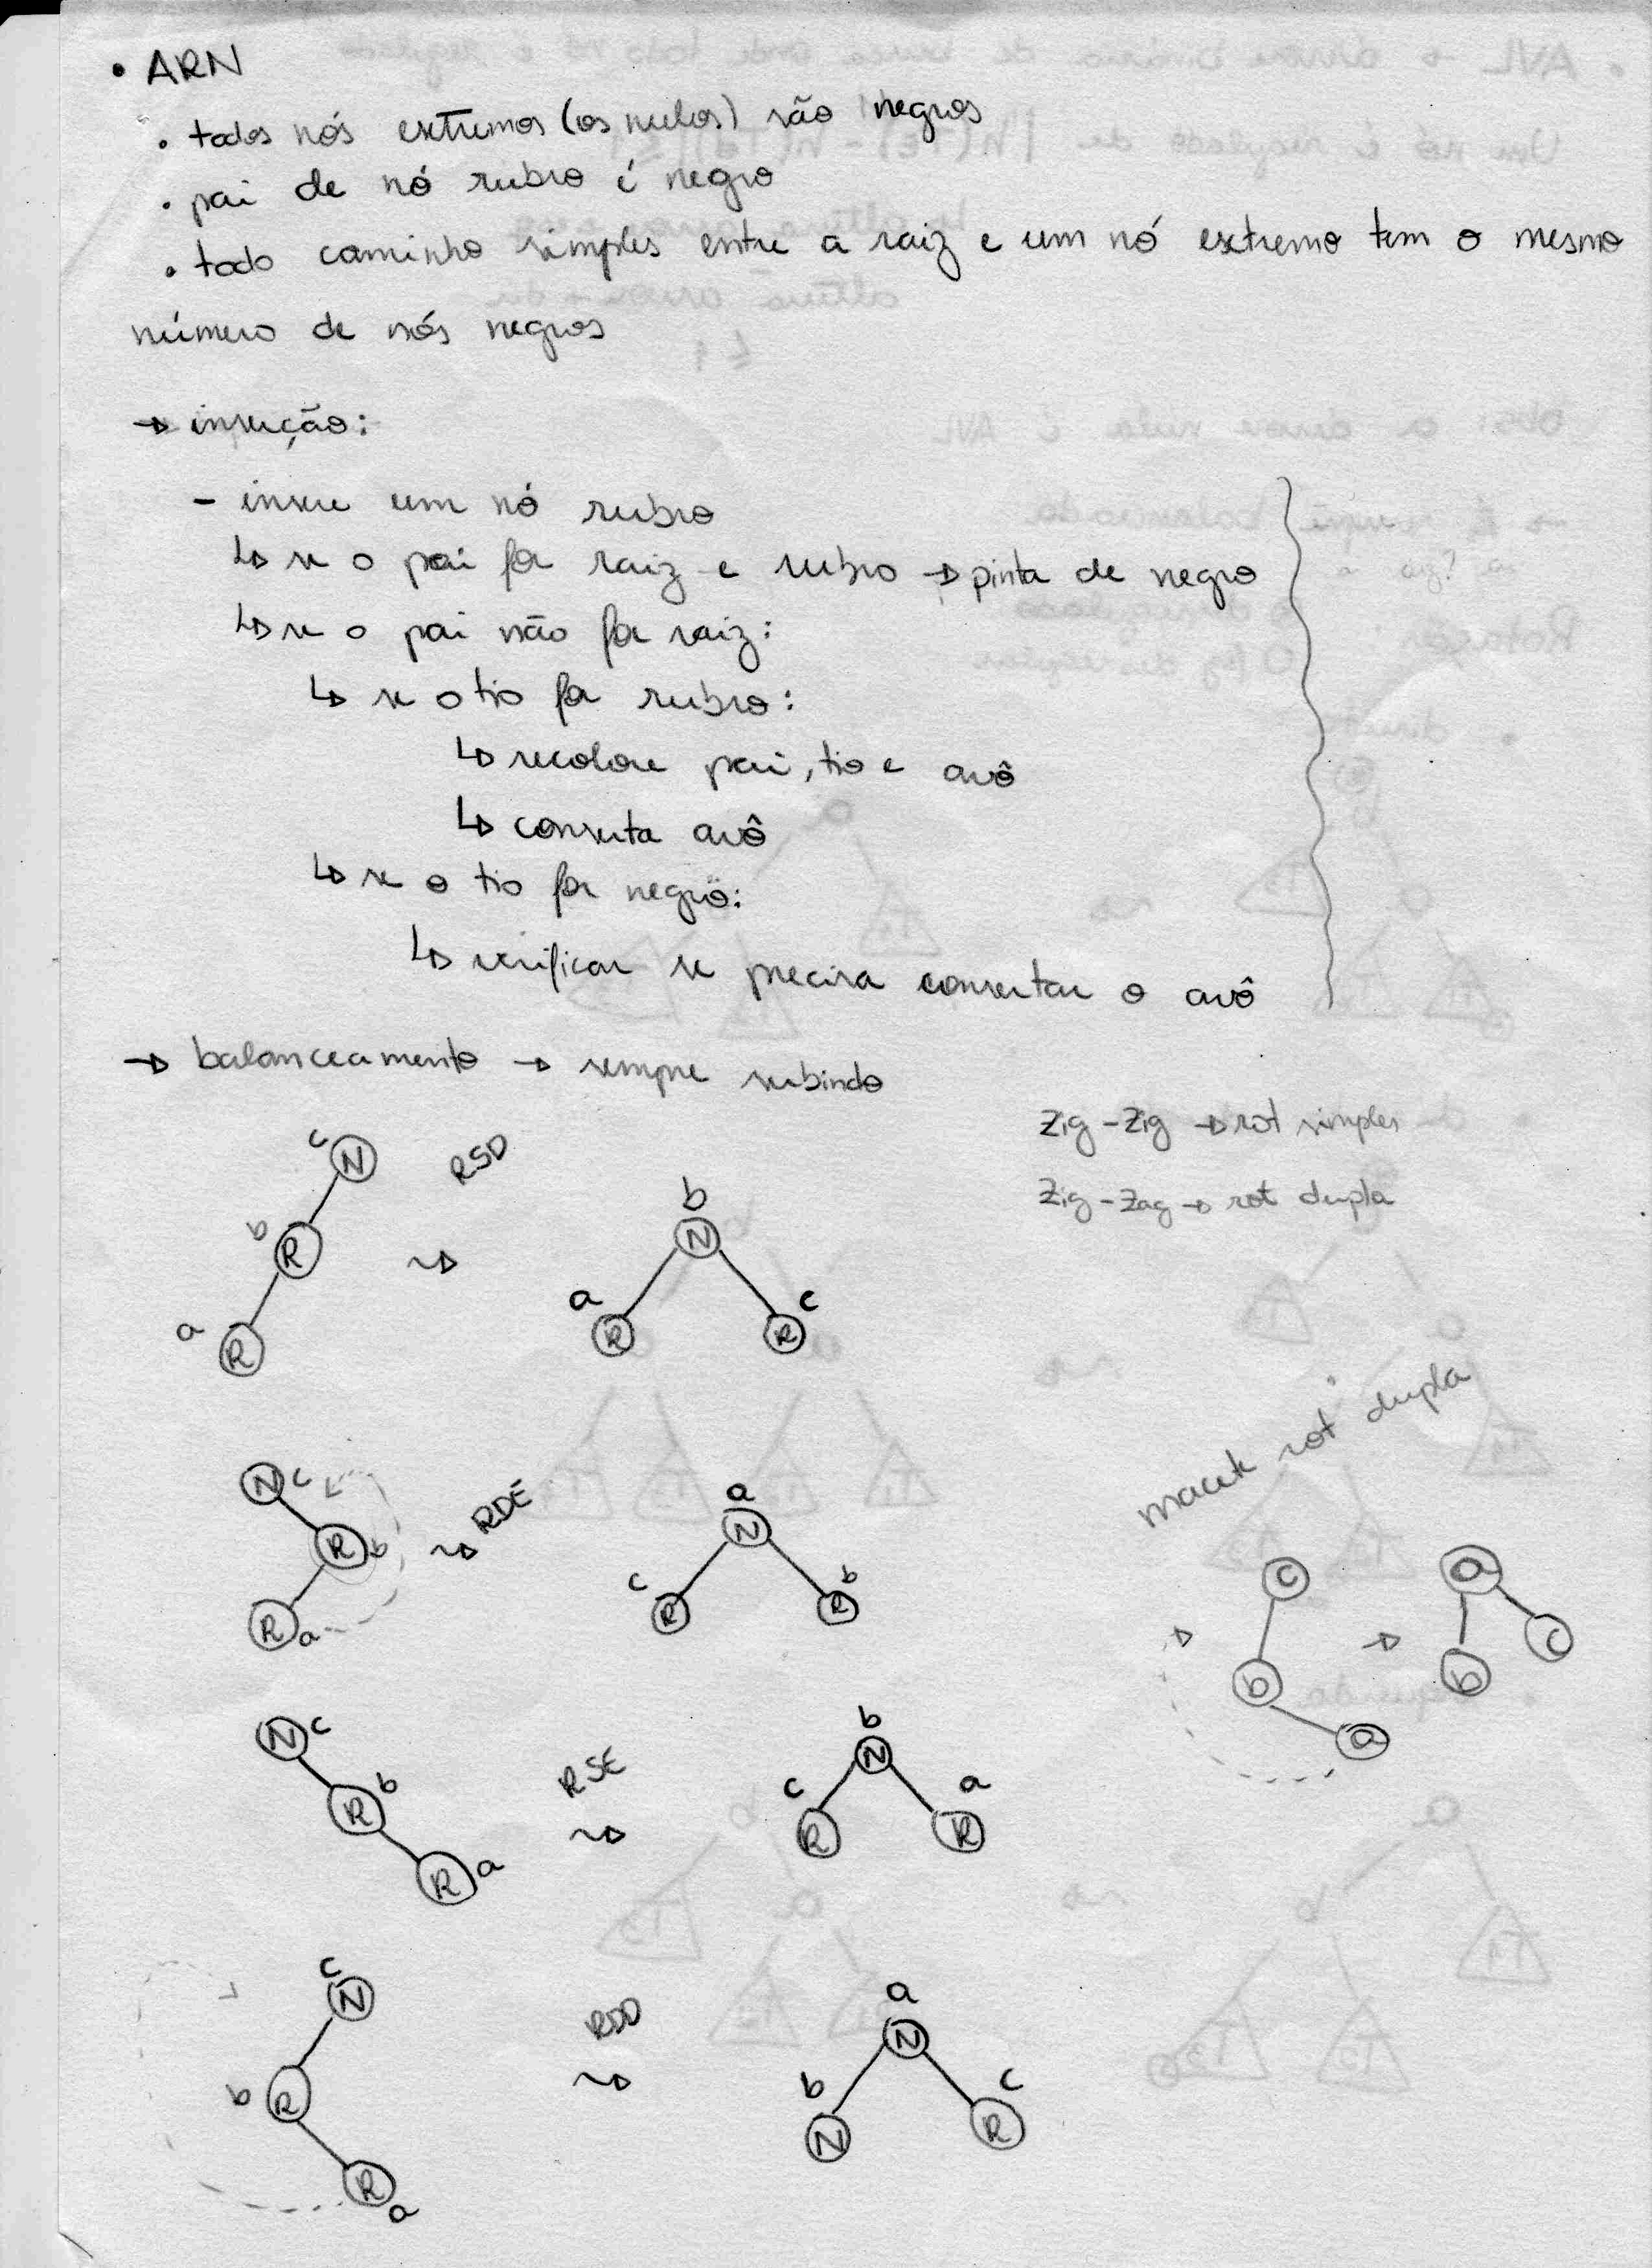 • ARN
• todos nós extremos (os nulos) são negros
• pai de nó rubro é negro
• todo caminho simples entre a raiz e um nó extremo tem o mesmo
número de nós negros
→ inserção:
- insere um nó rubro
↳ se o pai for raiz e rubro → pinta de negro
↳ se o pai não for raiz:
↳ se o tio for rubro:
↳ recolore pai, tio e avô
↳ conserta avô
↳ se o tio for negro:
↳ verificar se precisa consertar o avô
→ balanceamento → sempre subindo
zig-zig → rot simples
zig-zag → rot dupla
c N RSD
b R b N
a R a R c R
macete rot dupla
N c RDE a N
R b c R b R
R a
c a
b b c
a
N c RSE b N
R b c R a R
R a
c N RDD a N
b R b N c R
R a